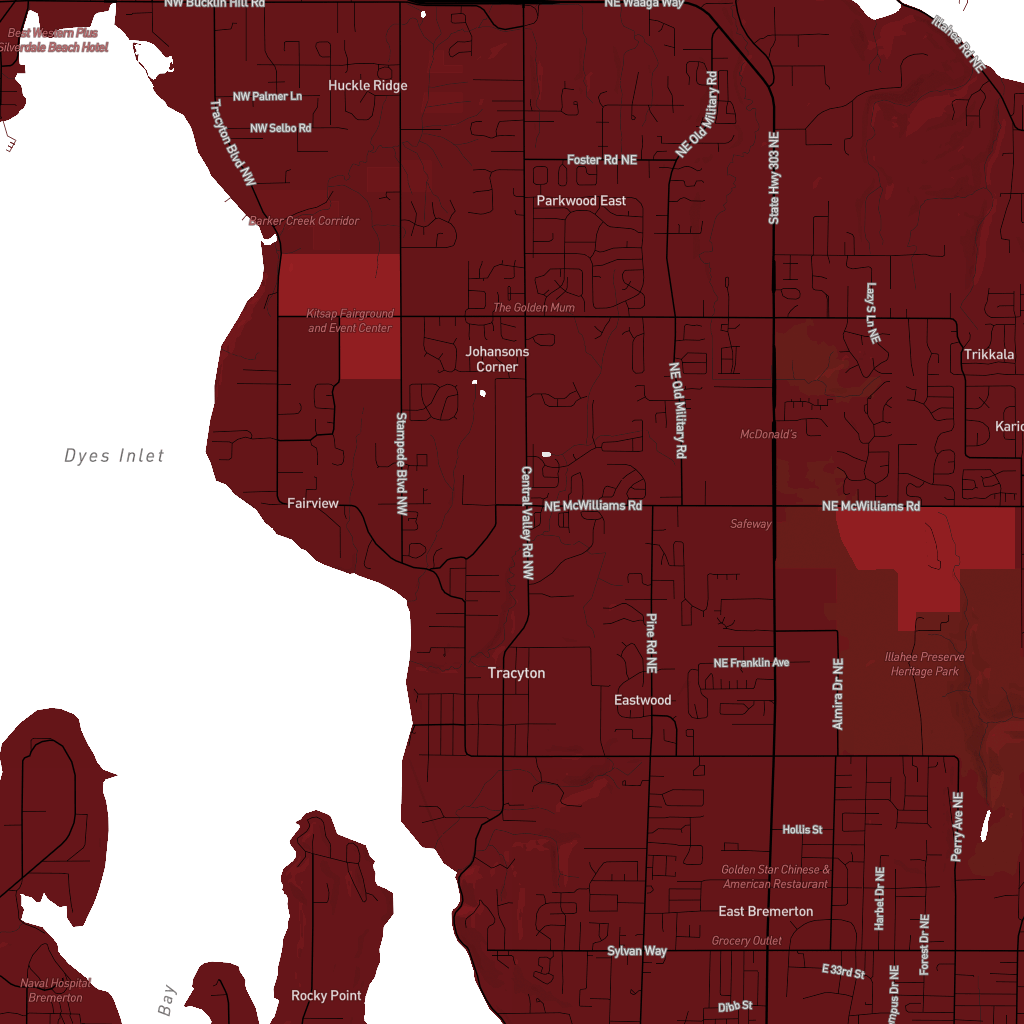 NW Bucklin Hill Rd
NE Waaga Way
Illahee Rd NE
Best Western Plus
Silverdale Beach Hotel
Huckle Ridge
NW Palmer Ln
NW Selbo Rd
Tracyton Blvd NW
NE Old Military Rd
Foster Rd NE
State Hwy 303 NE
Parkwood East
Barker Creek Corridor
Kitsap Fairground
and Event Center
The Golden Mum
Lazy S Ln NE
Johansons
Corner
Trikkala
NE Old Military Rd
McDonald's
Dyes Inlet
Stampede Blvd NW
Central Valley Rd NW
Fairview
NE McWilliams Rd
NE McWilliams Rd
Safeway
Pine Rd NE
NE Franklin Ave
Almira Dr NE
Illahee Preserve
Heritage Park
Tracyton
Eastwood
Hollis St
Perry Ave NE
Golden Star Chinese &
American Restaurant
Harbel Dr NE
East Bremerton
Forest Dr NE
Grocery Outlet
Sylvan Way
E 33rd St
Naval Hospital
Bremerton
Bay
Rocky Point
Dibb St